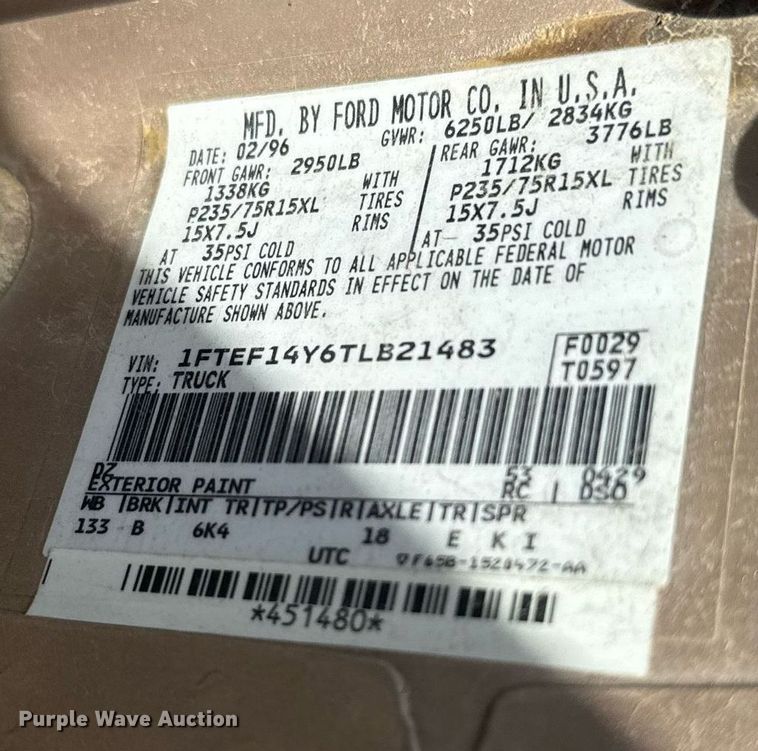 MFD. BY FORD MOTOR CO. IN U.S.A.
DATE: 02/96 GVWR: 6250LB/ 2834KG
FRONT GAWR: 2950LB REAR GAWR: 3776LB
1338KG WITH 1712KG WITH
P235/75R15XL TIRES P235/75R15XL TIRES
15X7.5J RIMS 15X7.5J RIMS
AT 35PSI COLD AT 35PSI COLD
THIS VEHICLE CONFORMS TO ALL APPLICABLE FEDERAL MOTOR
VEHICLE SAFETY STANDARDS IN EFFECT ON THE DATE OF
MANUFACTURE SHOWN ABOVE.
VIN: 1FTEF14Y6TLB21483 F0029
TYPE: TRUCK T0597
DZ 53 0429
EXTERIOR PAINT RC DSO
WB |BRK|INT TR|TP/PS|R|AXLE|TR|SPR
133 B 6K4 18 E K I
UTC F65B-1520472-AA
*451480*
Purple Wave Auction